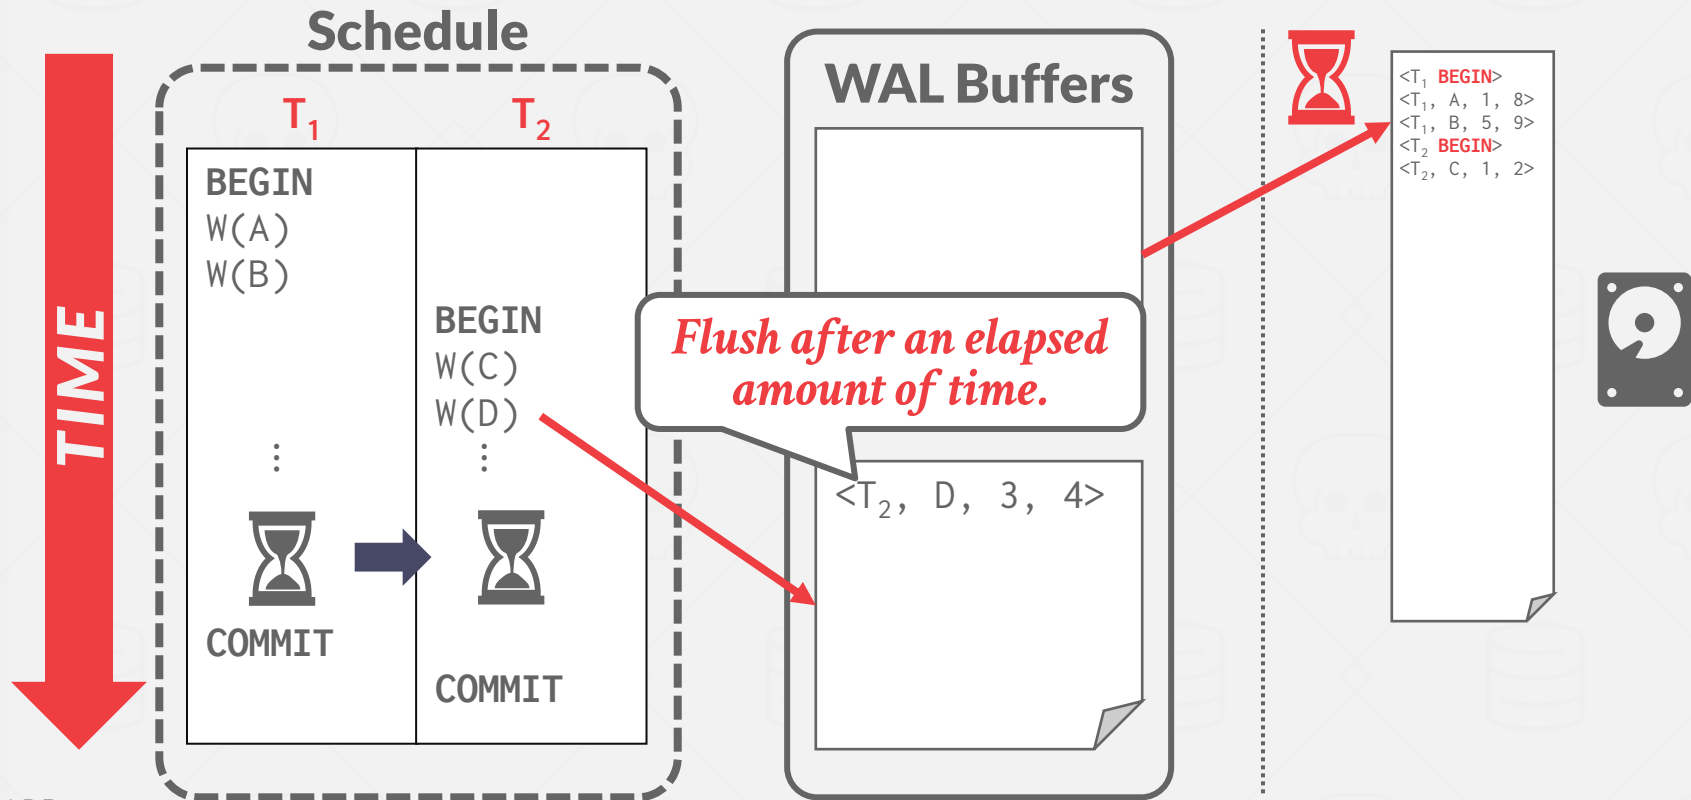 Schedule
TIME
T₁
T₂
BEGIN
W(A)
W(B)
⋮
COMMIT
BEGIN
W(C)
W(D)
⋮
COMMIT
WAL Buffers
Flush after an elapsed
amount of time.
<T₂, D, 3, 4>
<T₁ BEGIN>
<T₁, A, 1, 8>
<T₁, B, 5, 9>
<T₂ BEGIN>
<T₂, C, 1, 2>